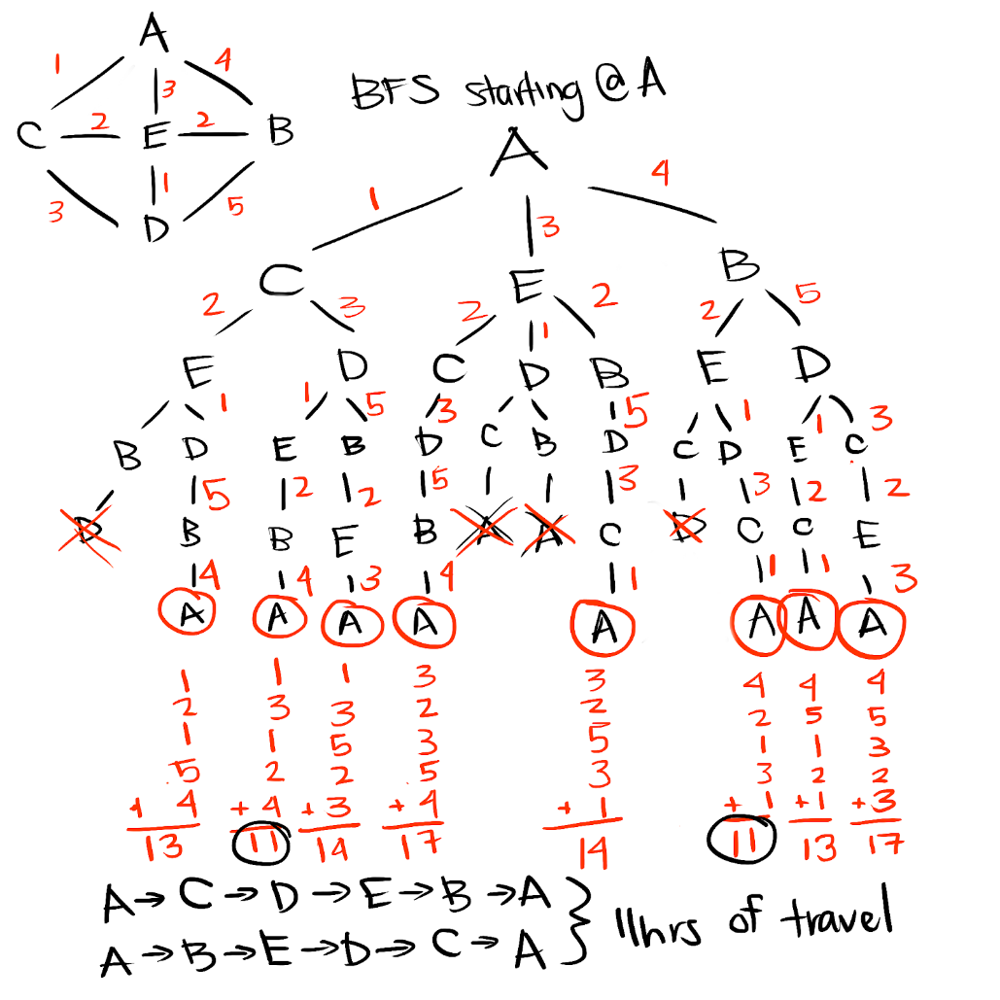 A
1 3 4
C 2 E 2 B
3 1 5
D
BFS starting @ A
A
1 3 4
C E B
2 3 2 1 2 2 5
E D C D B E D
1 1 5 3 5 1 1 3
B D E B D C B D C D E C
5 2 2 5 3 3 2 2
D B B E B A A C D C C E
4 4 3 4 1 1 1 3
A A A A A A A A
1 1 1 3 3 4 4 4
2 3 3 2 2 2 5 5
1 1 5 3 5 1 1 3
5 2 2 5 3 3 2 2
+ 4 + 4 + 3 + 4 + 1 + 1 + 1 + 3
13 11 14 17 14 11 13 17
A → C → D → E → B → A
A → B → E → D → C → A
} 11hrs of travel